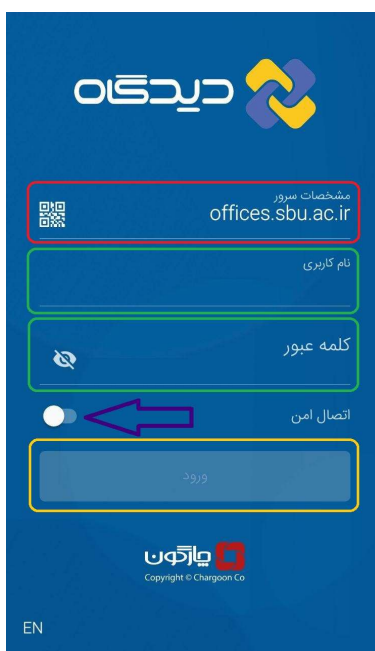 دیدگاه
مشخصات سرور
offices.sbu.ac.ir
نام کاربری
کلمه عبور
اتصال امن
ورود
چارگون
Copyright © Chargoon Co
EN